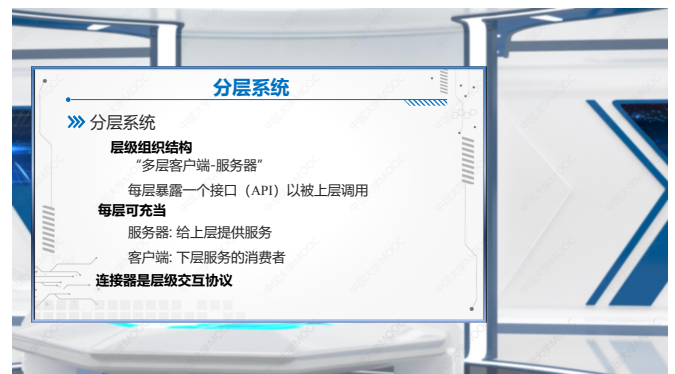 分层系统
分层系统
层级组织结构
“多层客户端-服务器”
每层暴露一个接口（API）以被上层调用
每层可充当
服务器: 给上层提供服务
客户端: 下层服务的消费者
连接器是层级交互协议